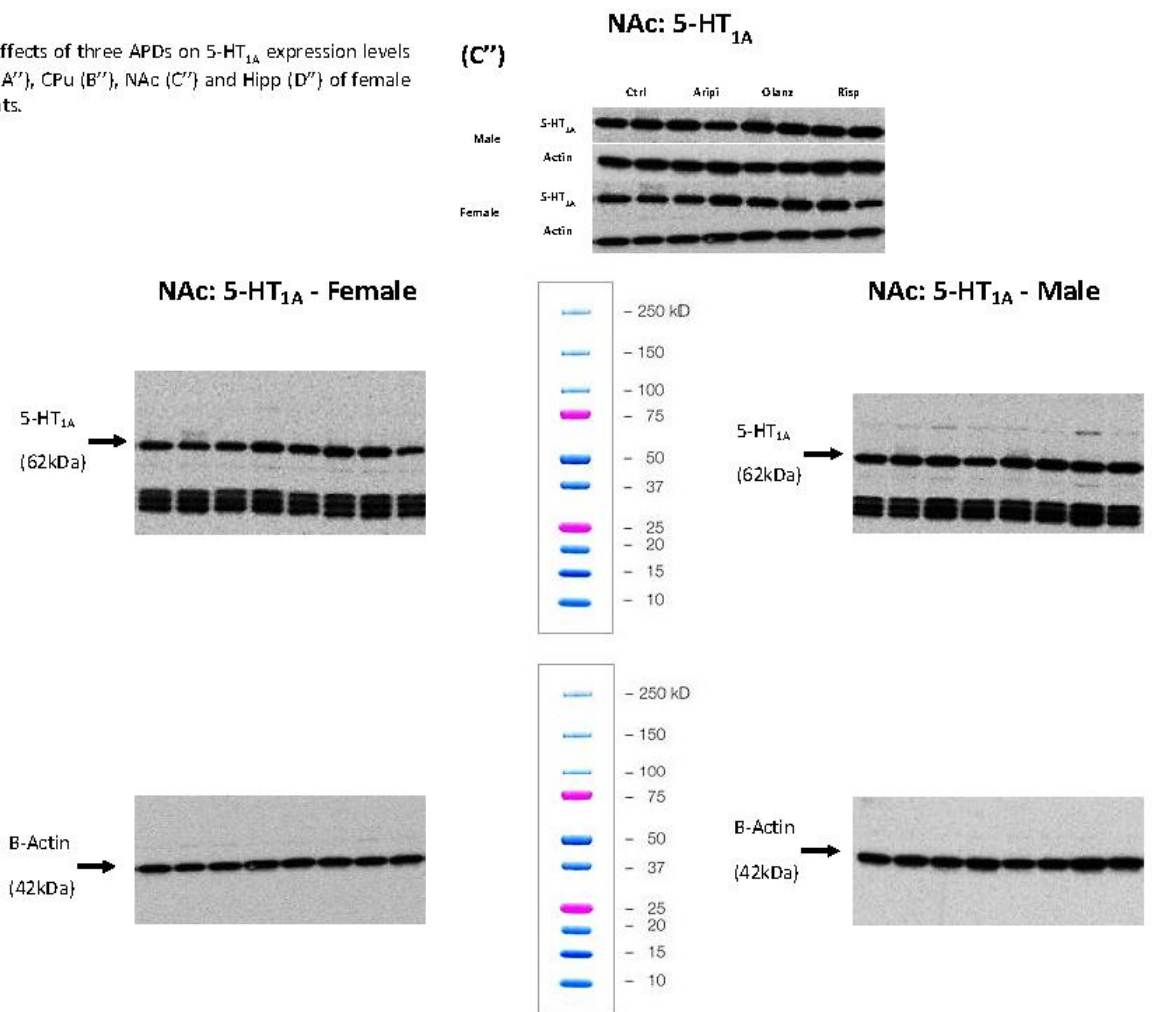 NAc: 5-HT1A
ffects of three APDs on 5-HT1A expression levels
A”), CPu (B”), NAc (C”) and Hipp (D”) of female
ts.
(C”)
Ctrl Aripi Olanz Risp
Male
5-HT1A
Actin
Female
5-HT1A
Actin
NAc: 5-HT1A - Female
NAc: 5-HT1A - Male
5-HT1A
(62kDa)
– 250 kD
– 150
– 100
– 75
– 50
– 37
– 25
– 20
– 15
– 10
5-HT1A
(62kDa)
B-Actin
(42kDa)
– 250 kD
– 150
– 100
– 75
– 50
– 37
– 25
– 20
– 15
– 10
B-Actin
(42kDa)